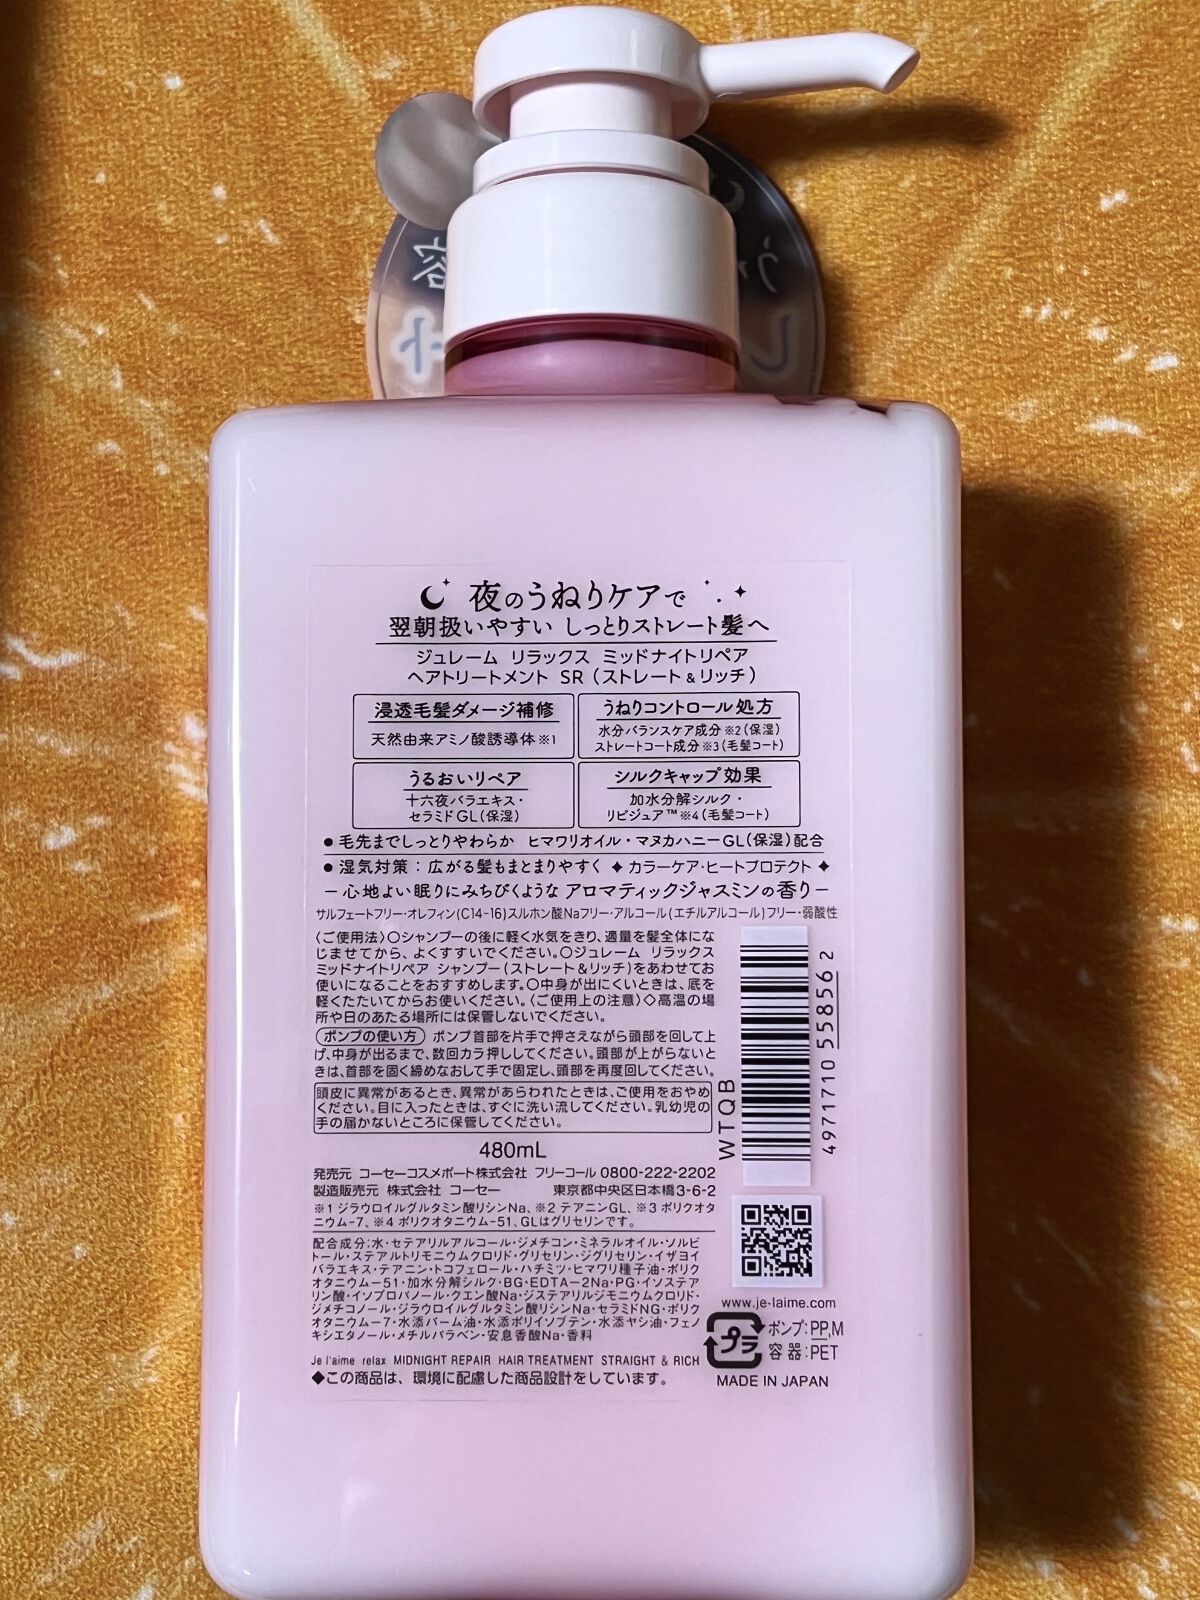 夜のうねりケアで
翌朝扱いやすい しっとりストレート髪へ
ジュレーム リラックス ミッドナイトリペア
ヘアトリートメント SR（ストレート＆リッチ）
浸透毛髪ダメージ補修
天然由来アミノ酸誘導体※1
うねりコントロール処方
水分バランスケア成分※2（保湿）
ストレートコート成分※3（毛髪コート）
うるおいリペア
十六夜バラエキス・
セラミドGL（保湿）
シルクキャップ効果
加水分解シルク・
リピジュア™※4（毛髪コート）
●毛先までしっとりやわらか ヒマワリオイル・マヌカハニーGL（保湿）配合
●湿気対策：広がる髪もまとまりやすく ✦カラーケア・ヒートプロテクト✦
－心地よい眠りにみちびくような アロマティックジャスミンの香り－
サルフェートフリー・オレフィン(C14-16)スルホン酸Naフリー・アルコール(エチルアルコール)フリー・弱酸性
〈ご使用法〉○シャンプーの後に軽く水気をきり、適量を髪全体にな
じませてから、よくすすいでください。○ジュレーム リラックス
ミッドナイトリペア シャンプー(ストレート&リッチ)をあわせてお
使いになることをおすすめします。○中身が出にくいときは、底を
軽くたたいてからお使いください。〈ご使用上の注意〉◇高温の場
所や日のあたる場所には保管しないでください。
ポンプの使い方 ポンプ首部を片手で押さえながら頭部を回して上
げ、中身が出るまで、数回カラ押ししてください。頭部が上がらないと
きは、首部を固く締めなおして手で固定し、頭部を再度回してください。
頭皮に異常があるとき、異常があらわれたときは、ご使用をおやめ
ください。目に入ったときは、すぐに洗い流してください。乳幼児の
手の届かないところに保管してください。
480mL
発売元 コーセーコスメポート株式会社 フリーコール 0800-222-2202
製造販売元 株式会社 コーセー 東京都中央区日本橋3-6-2
※1 ジラウロイルグルタミン酸リシンNa、※2 テアニンGL、※3 ポリクオタ
ニウム-7、※4 ポリクオタニウム-51、GLはグリセリンです。
配合成分：水・セテアリルアルコール・ジメチコン・ミネラルオイル・ソルビ
トール・ステアルトリモニウムクロリド・グリセリン・ジグリセリン・イザヨイ
バラエキス・テアニン・トコフェロール・ハチミツ・ヒマワリ種子油・ポリク
オタニウム－51・加水分解シルク・BG・EDTA－2Na・PG・イソステア
リン酸・イソプロパノール・クエン酸Na・ジステアリルジモニウムクロリド・
ジメチコノール・ジラウロイルグルタミン酸リシンNa・セラミドNG・ポリク
オタニウム－7・水添パーム油・水添ポリイソブテン・水添ヤシ油・フェノ
キシエタノール・メチルパラベン・安息香酸Na・香料
Je l'aime relax MIDNIGHT REPAIR HAIR TREATMENT STRAIGHT & RICH
◆この商品は、環境に配慮した商品設計をしています。
WTQB
4971710 558562
www.je-laime.com
プラ
ポンプ：PP,M
容器：PET
MADE IN JAPAN